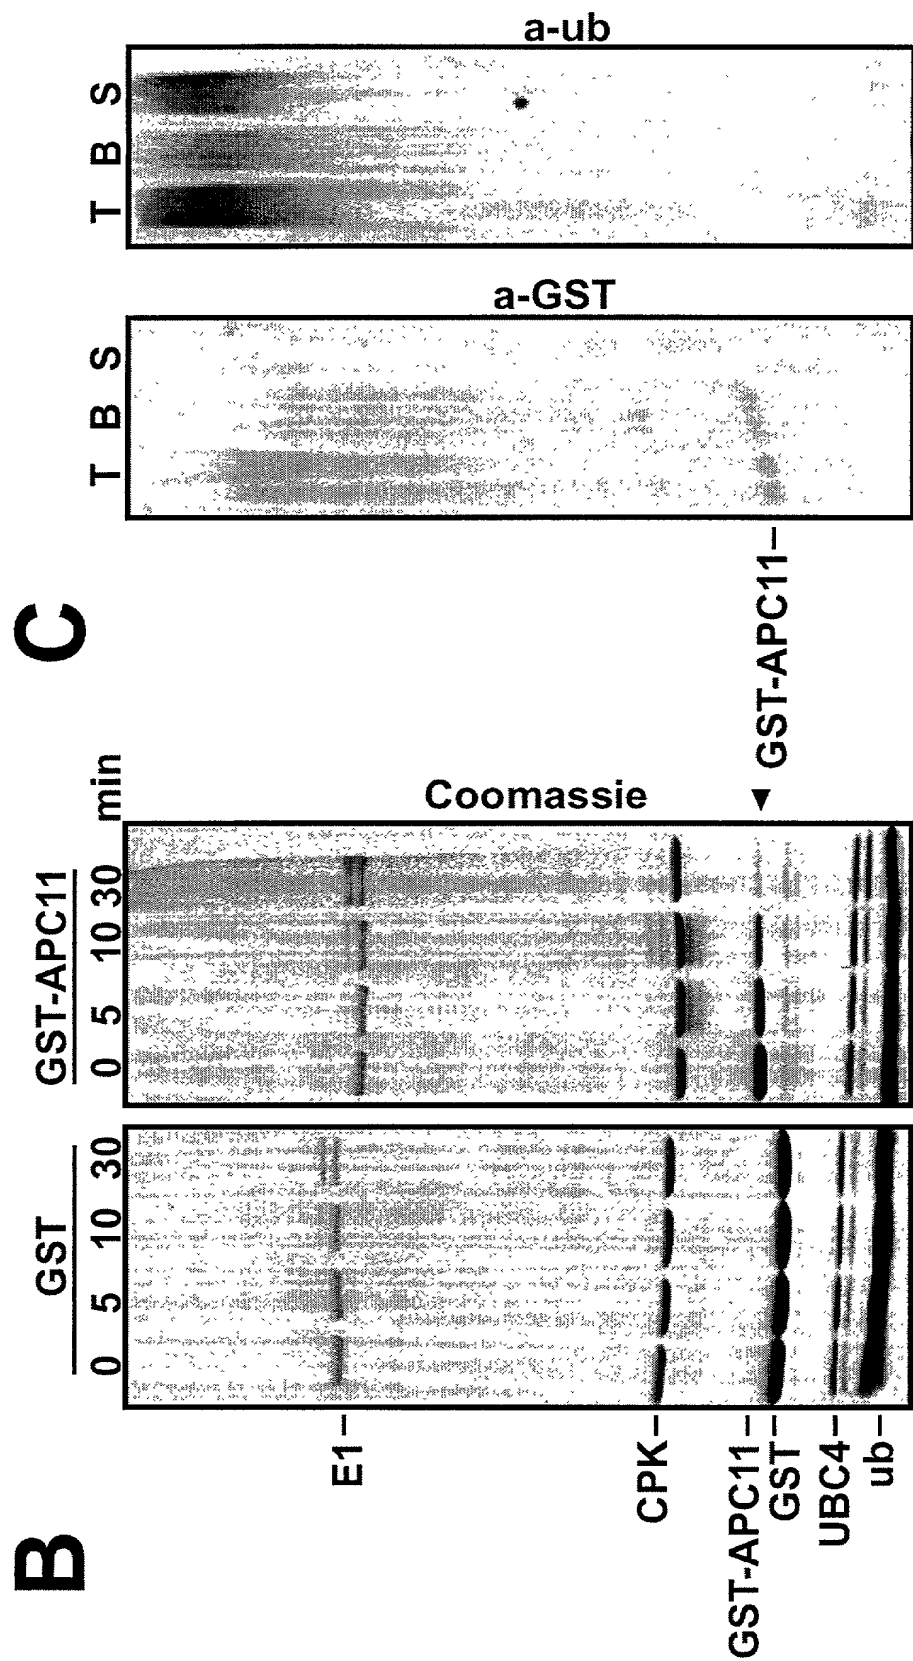 B
GST
GST-APC11
0 5 10 30 0 5 10 30 min
E1
CPK
GST-APC11
GST
UBC4
ub
Coomassie
C
T B S
a-GST
T B S
a-ub
GST-APC11